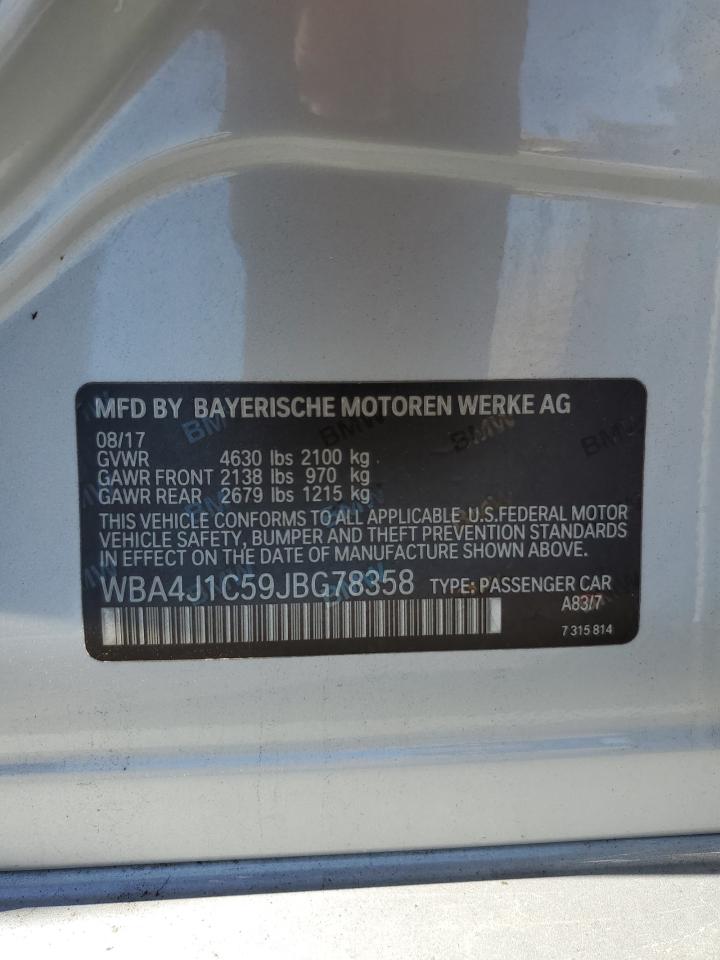 MFD BY BAYERISCHE MOTOREN WERKE AG
08/17
GVWR 4630 lbs 2100 kg
GAWR FRONT 2138 lbs 970 kg
GAWR REAR 2679 lbs 1215 kg
THIS VEHICLE CONFORMS TO ALL APPLICABLE U.S.FEDERAL MOTOR
VEHICLE SAFETY, BUMPER AND THEFT PREVENTION STANDARDS
IN EFFECT ON THE DATE OF MANUFACTURE SHOWN ABOVE.
WBA4J1C59JBG78358 TYPE: PASSENGER CAR
A83/7
7 315 814